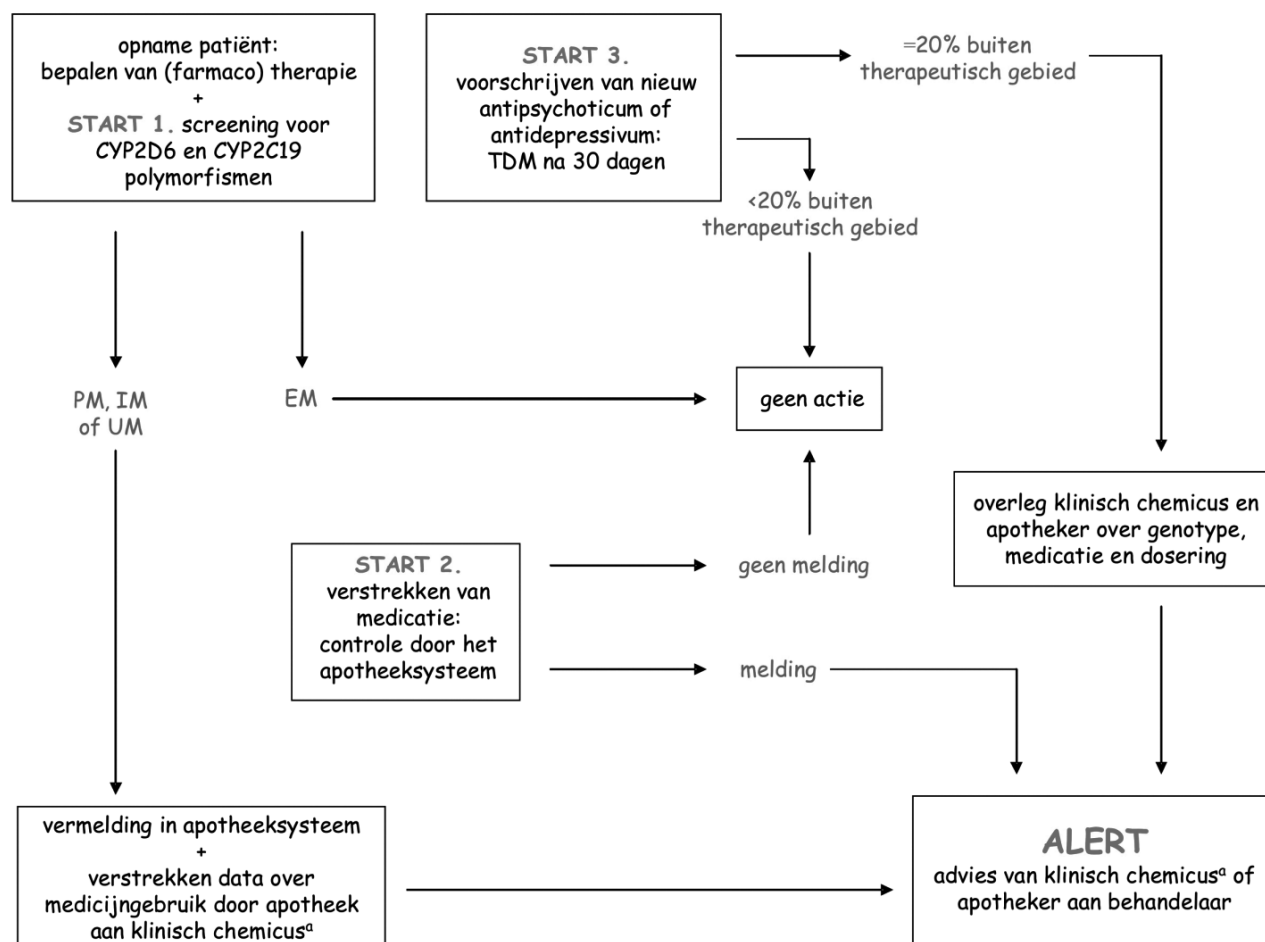 opname patiënt:
bepalen van (farmaco) therapie
+
START 1. screening voor
CYP2D6 en CYP2C19
polymorfismen
START 3.
voorschrijven van nieuw
antipsychoticum of
antidepressivum:
TDM na 30 dagen
=20% buiten
therapeutisch gebied
<20% buiten
therapeutisch gebied
PM, IM
of UM
EM
geen actie
overleg klinisch chemicus en
apotheker over genotype,
medicatie en dosering
START 2.
verstrekken van
medicatie:
controle door het
apotheeksysteem
geen melding
melding
vermelding in apotheeksysteem
+
verstrekken data over
medicijngebruik door apotheek
aan klinisch chemicusᵃ
ALERT
advies van klinisch chemicusᵃ of
apotheker aan behandelaar